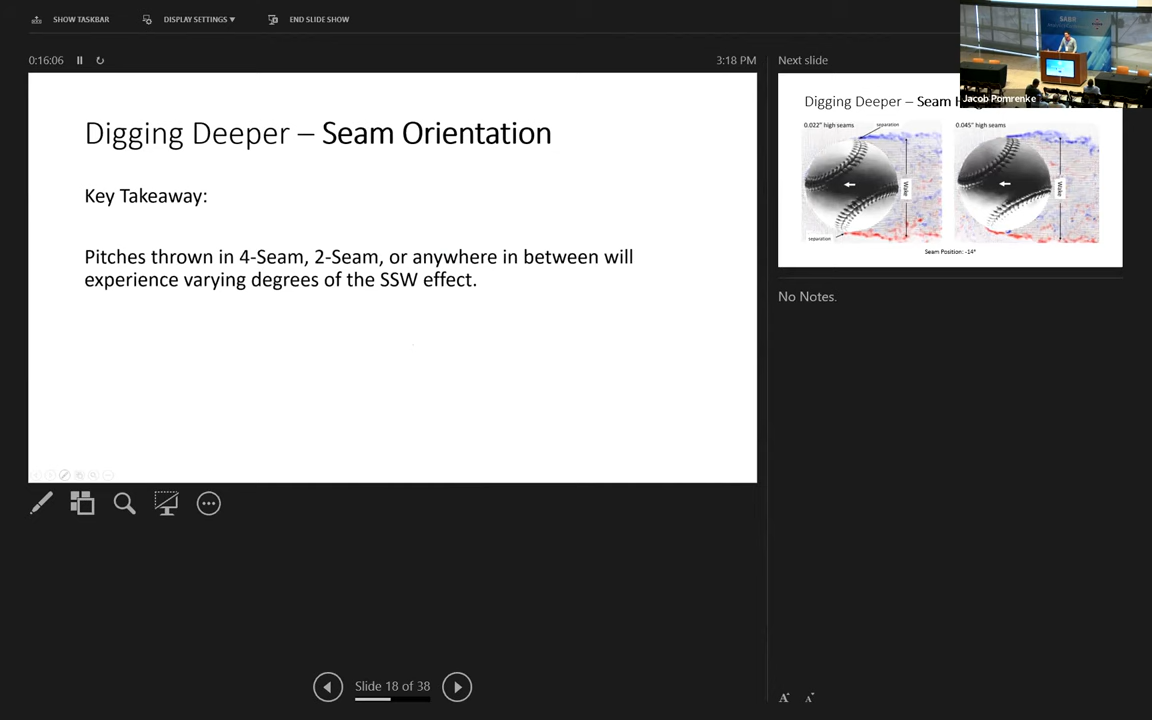 SHOW TASKBAR
DISPLAY SETTINGS ▼
END SLIDE SHOW
0:16:06
3:18 PM
Digging Deeper – Seam Orientation
Key Takeaway:
Pitches thrown in 4-Seam, 2-Seam, or anywhere in between will
experience varying degrees of the SSW effect.
Slide 18 of 38
Next slide
SABR
Jacob Pomrenke
Digging Deeper – Seam
0.022" high seams
separation
0.045" high seams
Wake
Wake
separation
Seam Position: -14°
No Notes.
A
A